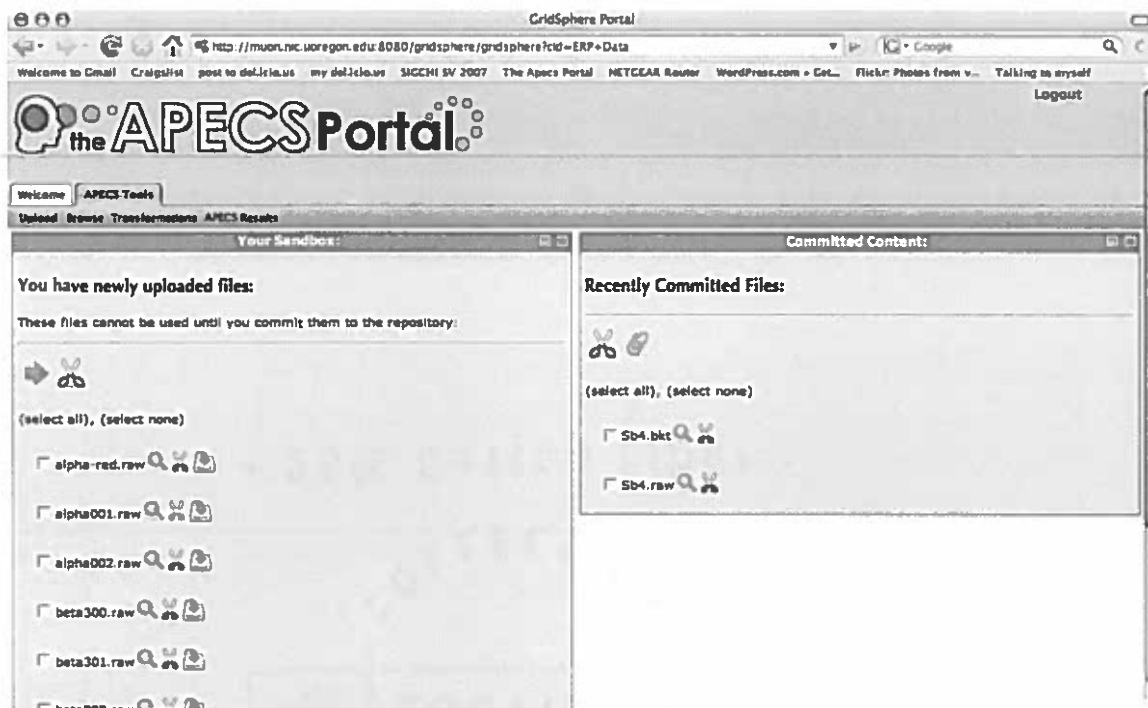 GridSphere Portal
http://muon.nic.uoregon.edu:8080/gridsphere/gridsphere?cid=ERP+Data
Google
Welcome to Gmail Craigslist post to del.icio.us my del.icio.us SIGCHI SV 2007 The Apecs Portal NETGEAR Router WordPress.com » Get... Flickr: Photos from y... Talking to myself
Logout
the APECS Portal
Welcome APECS-Tools
Upload Browse Transformations APECS Results
Your Sandbox:
You have newly uploaded files:
These files cannot be used until you commit them to the repository:
(select all), (select none)
alpha-red.raw
alpha001.raw
alpha002.raw
beta300.raw
beta301.raw
Committed Content:
Recently Committed Files:
(select all), (select none)
Sb4.bkt
Sb4.raw